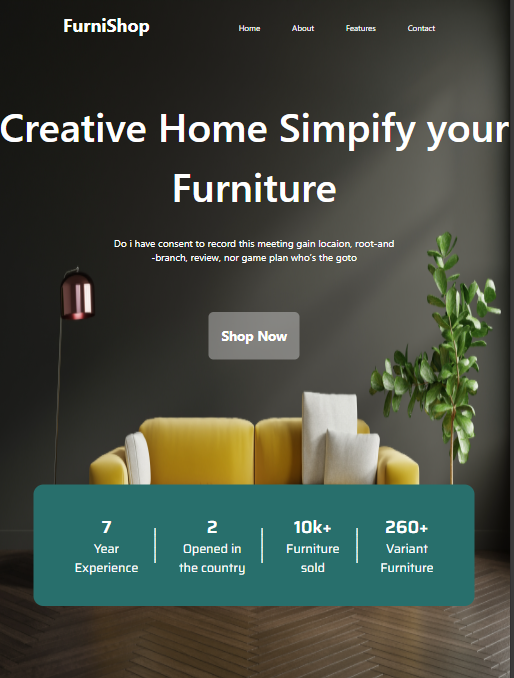 FurniShop
Home About Features Contact
Creative Home Simpify your
Furniture
Do i have consent to record this meeting gain locaion, root-and
-branch, review, nor game plan who's the goto
Shop Now
7 2 10k+ 260+
Year Opened in Furniture Variant
Experience the country sold Furniture